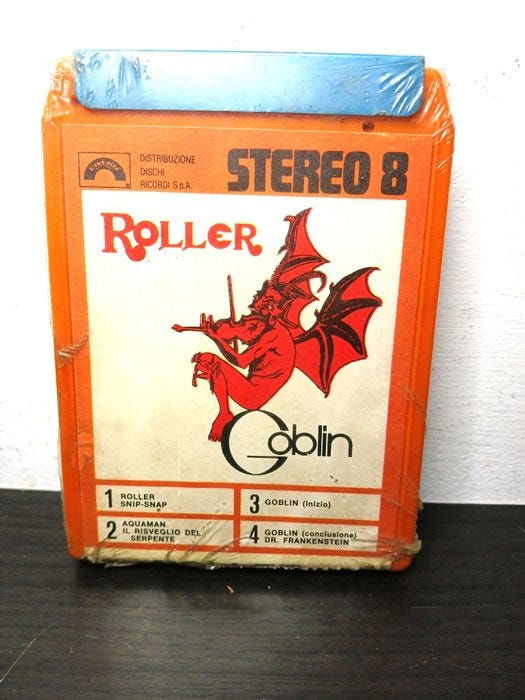 CINEVOX
DISTRIBUZIONE
DISCHI
RICORDI S.p.A.
STEREO 8
ROLLER
Goblin
1 ROLLER
SNIP-SNAP
2 AQUAMAN
IL RISVEGLIO DEL
SERPENTE
3 GOBLIN (inizio)
4 GOBLIN (conclusione)
DR. FRANKENSTEIN